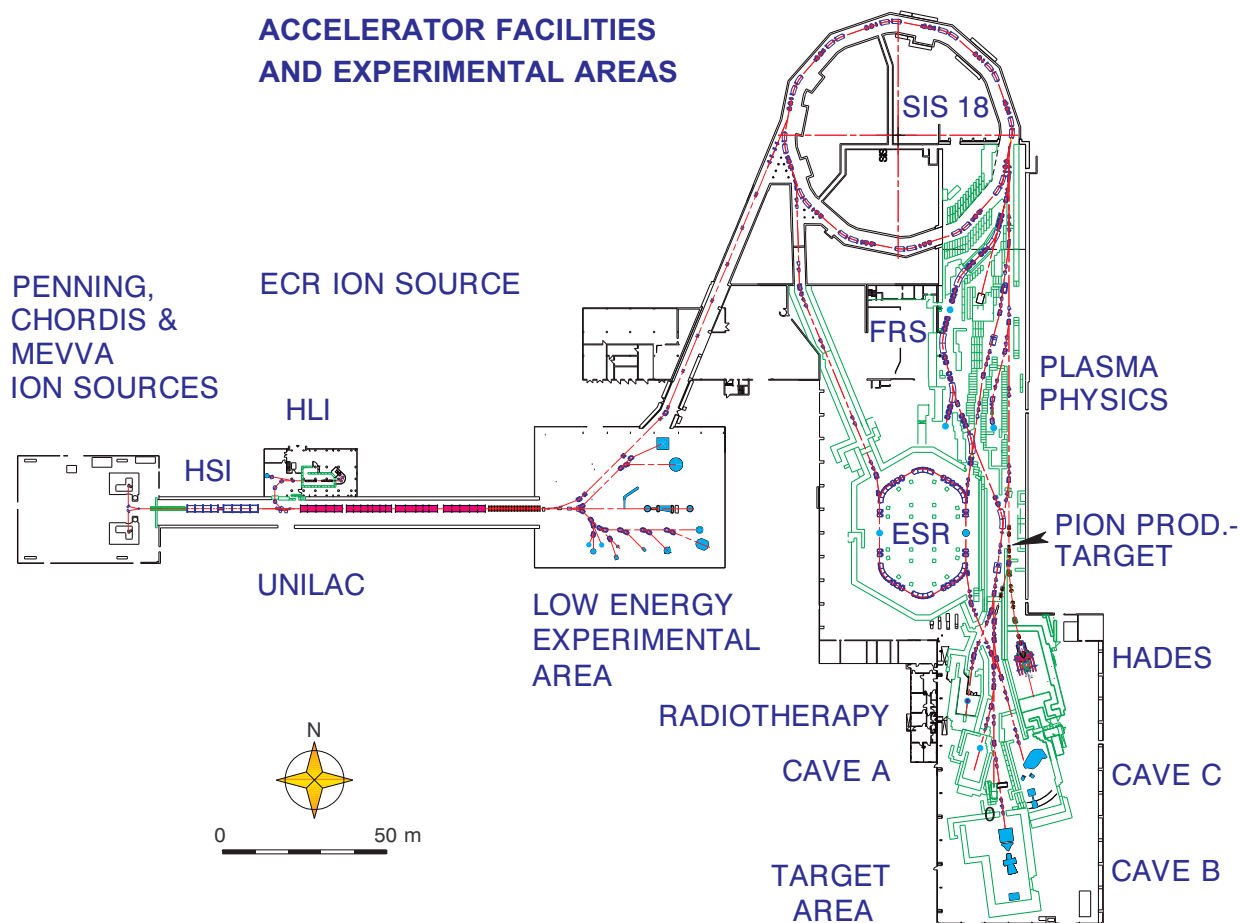 ACCELERATOR FACILITIES
AND EXPERIMENTAL AREAS
SIS 18
PENNING,
CHORDIS &
MEVVA
ION SOURCES
ECR ION SOURCE
FRS
PLASMA
PHYSICS
HLI
HSI
ESR
PION PROD.-
TARGET
UNILAC
LOW ENERGY
EXPERIMENTAL
AREA
HADES
RADIOTHERAPY
N
CAVE A
CAVE C
0
50 m
TARGET
AREA
CAVE B